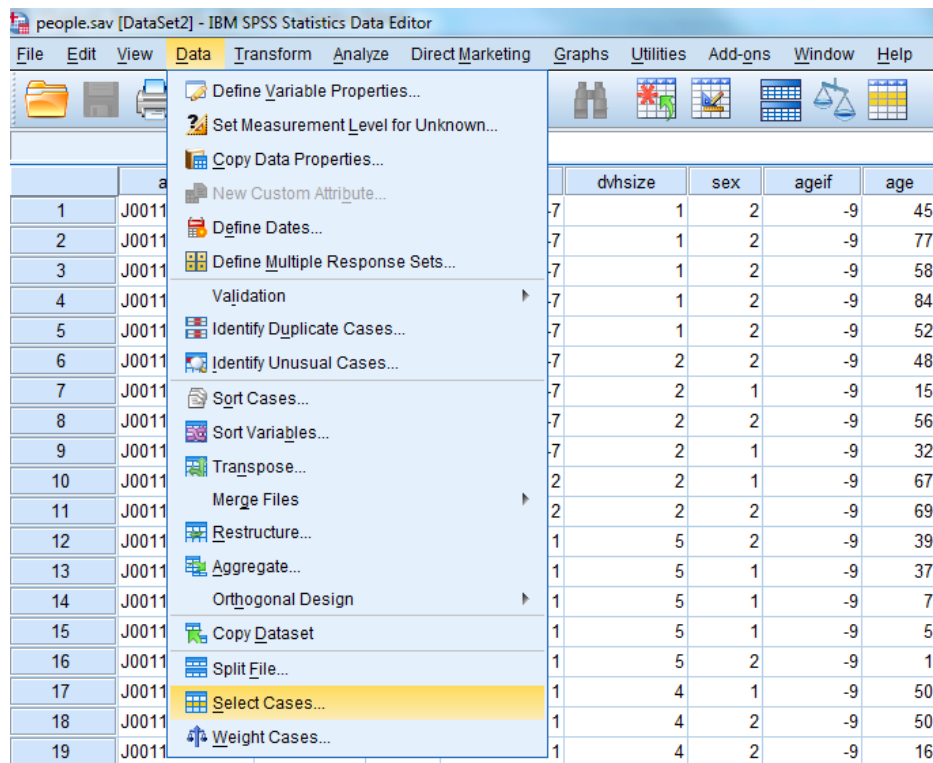 people.sav [DataSet2] - IBM SPSS Statistics Data Editor
File Edit View Data Transform Analyze Direct Marketing Graphs Utilities Add-ons Window Help
Define Variable Properties...
Set Measurement Level for Unknown...
Copy Data Properties...
New Custom Attribute...
Define Dates...
Define Multiple Response Sets...
Validation
Identify Duplicate Cases...
Identify Unusual Cases...
Sort Cases...
Sort Variables...
Transpose...
Merge Files
Restructure...
Aggregate...
Orthogonal Design
Copy Dataset
Split File...
Select Cases...
Weight Cases...
a dvhsize sex ageif age
1 J0011 -7 1 2 -9 45
2 J0011 -7 1 2 -9 77
3 J0011 -7 1 2 -9 58
4 J0011 -7 1 2 -9 84
5 J0011 -7 1 2 -9 52
6 J0011 -7 2 2 -9 48
7 J0011 -7 2 1 -9 15
8 J0011 -7 2 2 -9 56
9 J0011 -7 2 1 -9 32
10 J0011 2 2 1 -9 67
11 J0011 2 2 2 -9 69
12 J0011 1 5 2 -9 39
13 J0011 1 5 1 -9 37
14 J0011 1 5 1 -9 7
15 J0011 1 5 1 -9 5
16 J0011 1 5 2 -9 1
17 J0011 1 4 1 -9 50
18 J0011 1 4 2 -9 50
19 J0011 1 4 2 -9 16